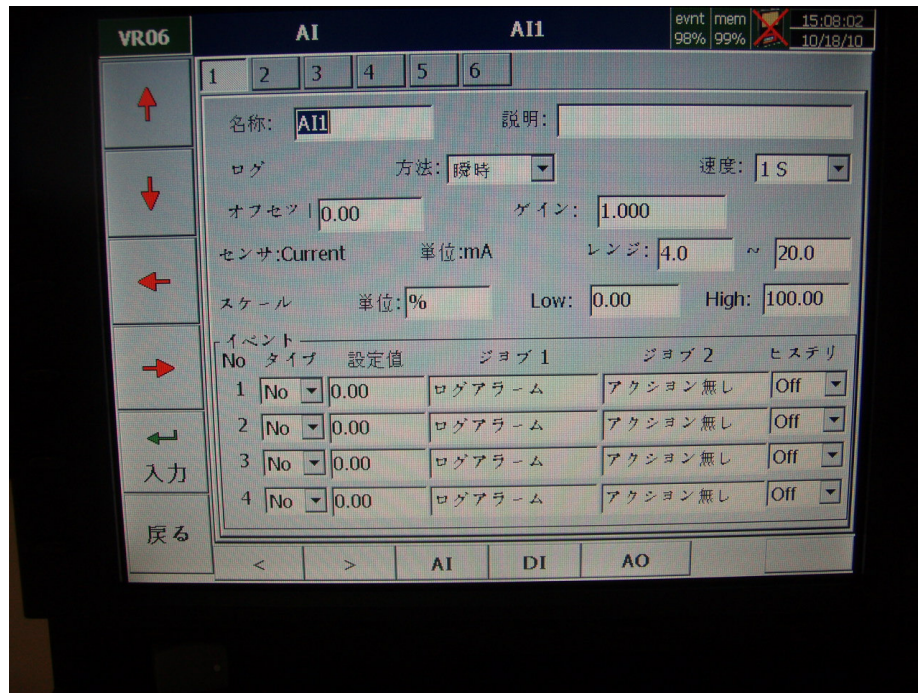 VR06 AI AI1 evnt mem 15:08:02
98% 99% 10/18/10
1 2 3 4 5 6
名称: AI1 説明:
ログ 方法: 瞬時 速度: 1 S
オフセット 0.00 ゲイン: 1.000
センサ:Current 単位:mA レンジ: 4.0 ~ 20.0
スケール 単位: % Low: 0.00 High: 100.00
イベント
No タイプ 設定値 ジョブ 1 ジョブ 2 ヒステリ
1 No 0.00 ログアラーム アクション無し Off
2 No 0.00 ログアラーム アクション無し Off
3 No 0.00 ログアラーム アクション無し Off
4 No 0.00 ログアラーム アクション無し Off
入力
戻る
< > AI DI AO